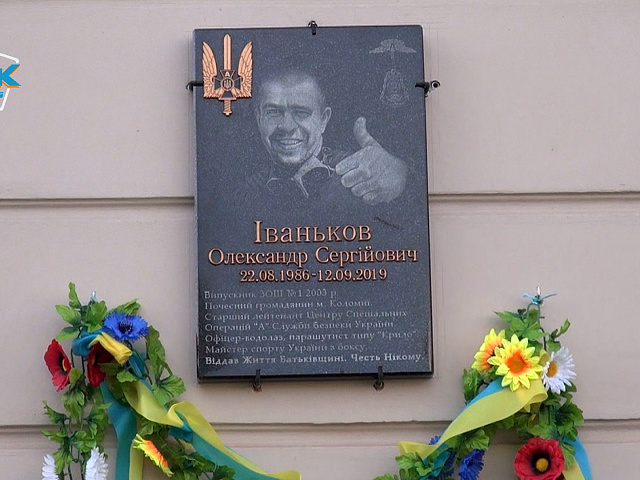 К
Іваньков
Олександр Сергійович
22.08.1986-12.09.2019
Випускник ЗОШ №1 2003 р
Почесний громадянин м. Коломиї.
Старший лейтенант Центру Спеціальних
Операцій "А" Служби безпеки України
Офіцер-водолаз, парашутист типу "Крило".
Майстер спорту України з боксу.
Віддав Життя Батьківщині. Честь Нікому.